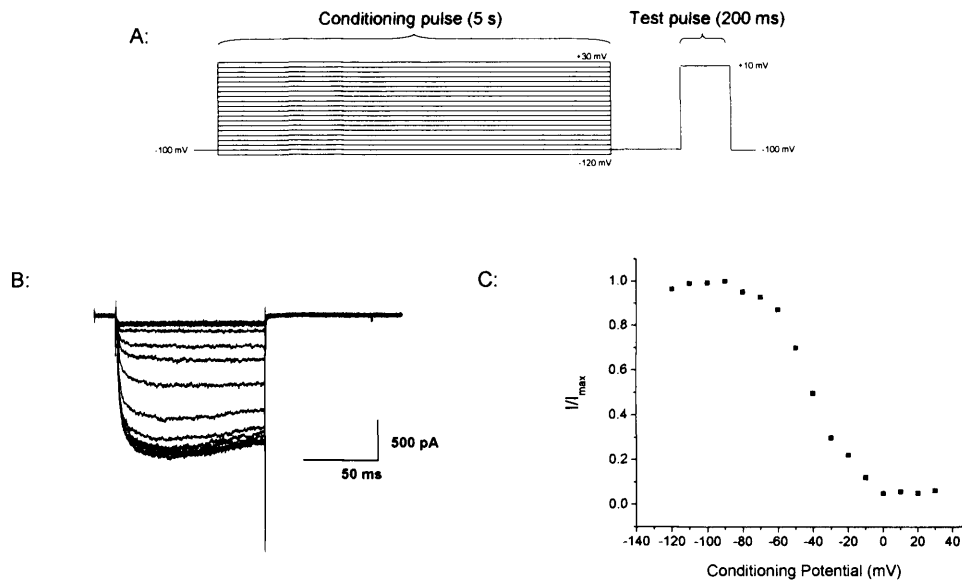 A:
Conditioning pulse (5 s)
Test pulse (200 ms)
+30 mV
+10 mV
-100 mV
-120 mV
-100 mV
B:
500 pA
50 ms
C:
I/Imax
1.0
0.8
0.6
0.4
0.2
0.0
-140 -120 -100 -80 -60 -40 -20 0 20 40
Conditioning Potential (mV)